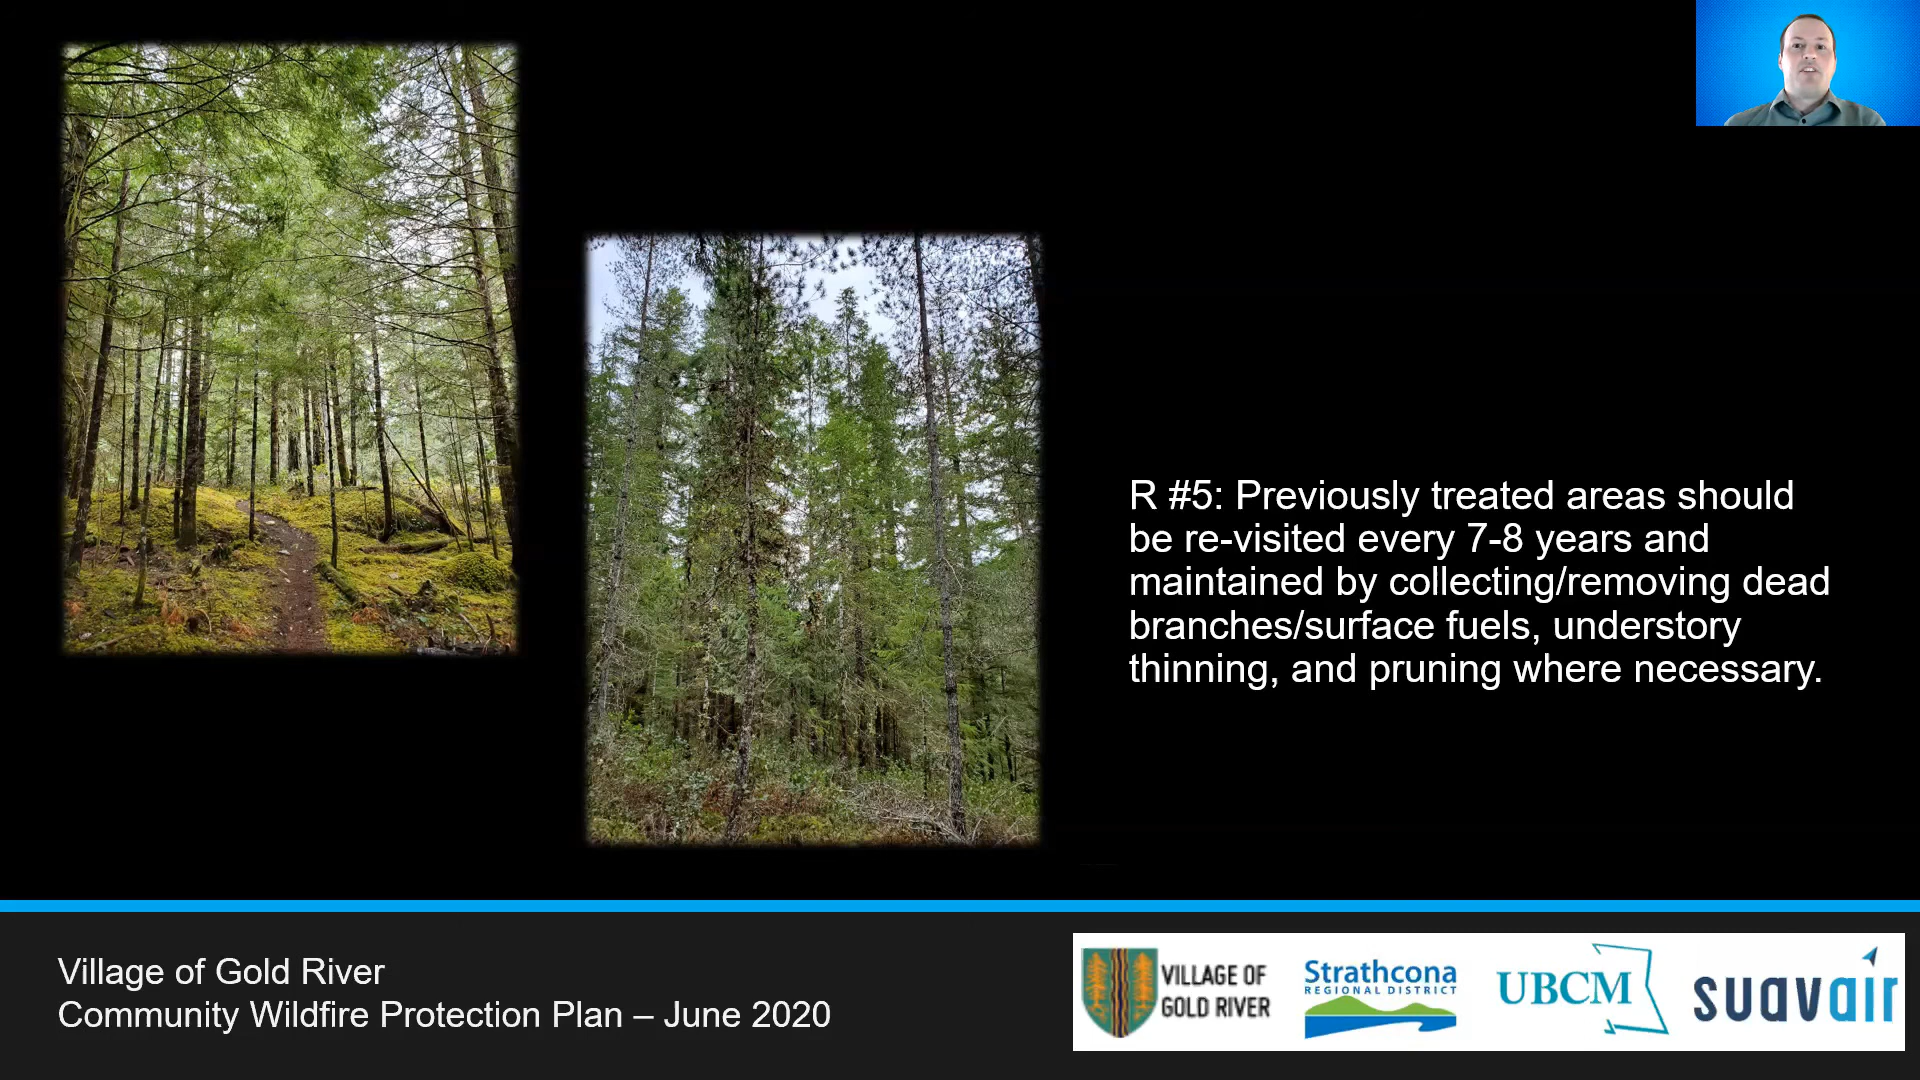 R #5: Previously treated areas should
be re-visited every 7-8 years and
maintained by collecting/removing dead
branches/surface fuels, understory
thinning, and pruning where necessary.
Village of Gold River
Community Wildfire Protection Plan – June 2020
VILLAGE OF
GOLD RIVER
Strathcona
REGIONAL DISTRICT
UBCM
suavair